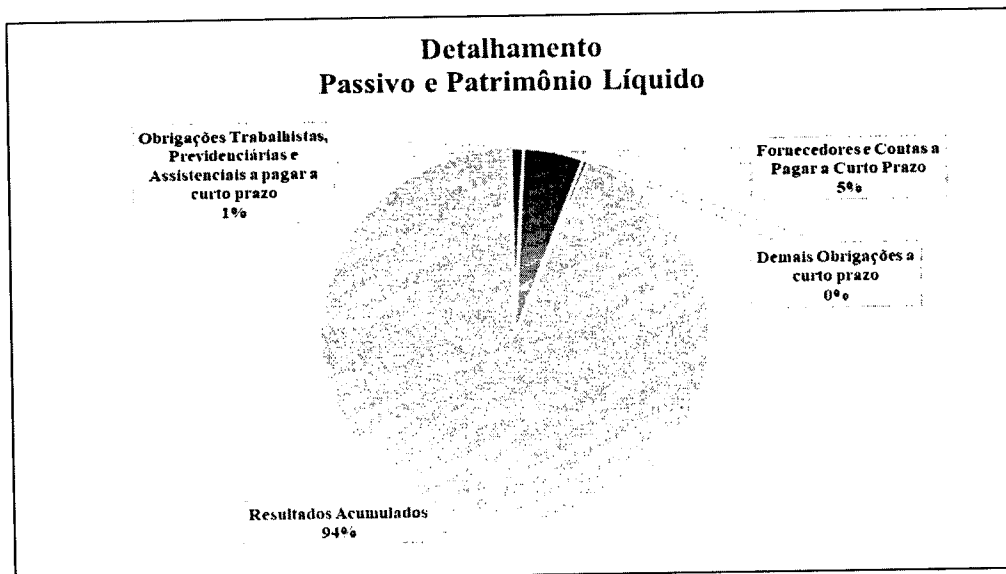 Detalhamento
Passivo e Patrimônio Líquido
Obrigações Trabalhistas,
Previdenciárias e
Assistenciais a pagar a
curto prazo
1%
Fornecedores e Contas a
Pagar a Curto Prazo
5%
Demais Obrigações a
curto prazo
0%
Resultados Acumulados
94%